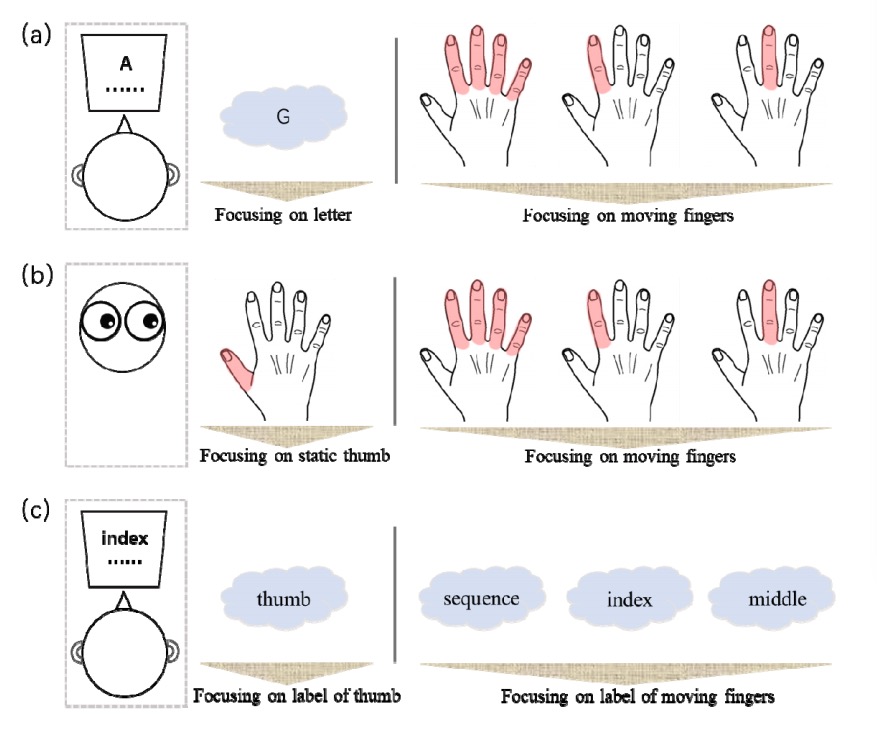 (a)
A
......
G
Focusing on letter
Focusing on moving fingers
(b)
Focusing on static thumb
Focusing on moving fingers
(c)
index
......
thumb
sequence
index
middle
Focusing on label of thumb
Focusing on label of moving fingers